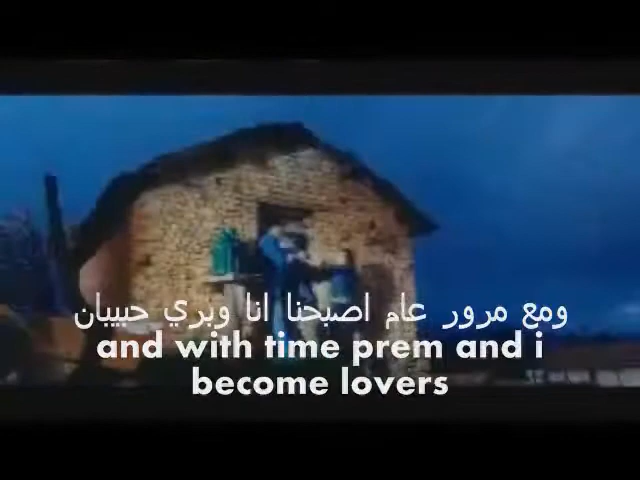 ومع مرور عام اصبحنا انا وبري حبيبان
and with time prem and i
become lovers